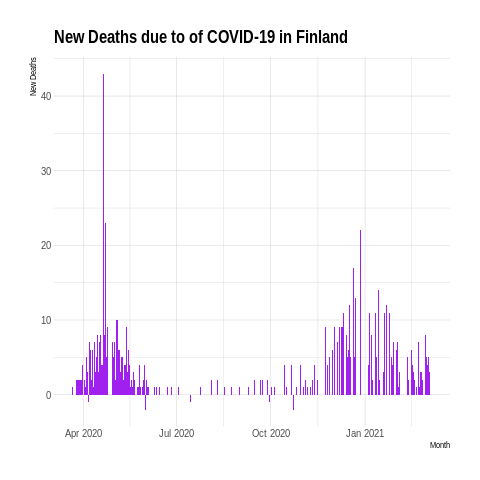 New Deaths due to of COVID-19 in Finland
New Deaths
40
30
20
10
0
Apr 2020
Jul 2020
Oct 2020
Jan 2021
Month